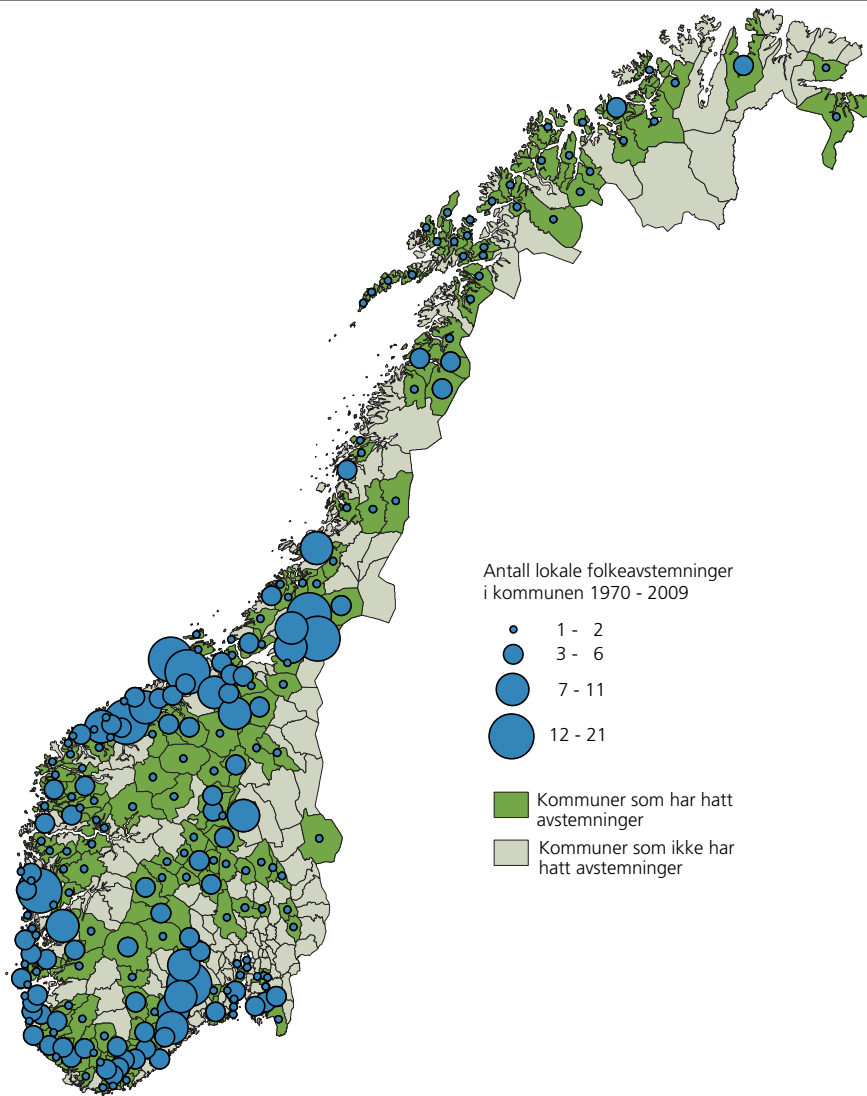 Antall lokale folkeavstemninger
i kommunen 1970 - 2009
1 - 2
3 - 6
7 - 11
12 - 21
Kommuner som har hatt
avstemninger
Kommuner som ikke har
hatt avstemninger